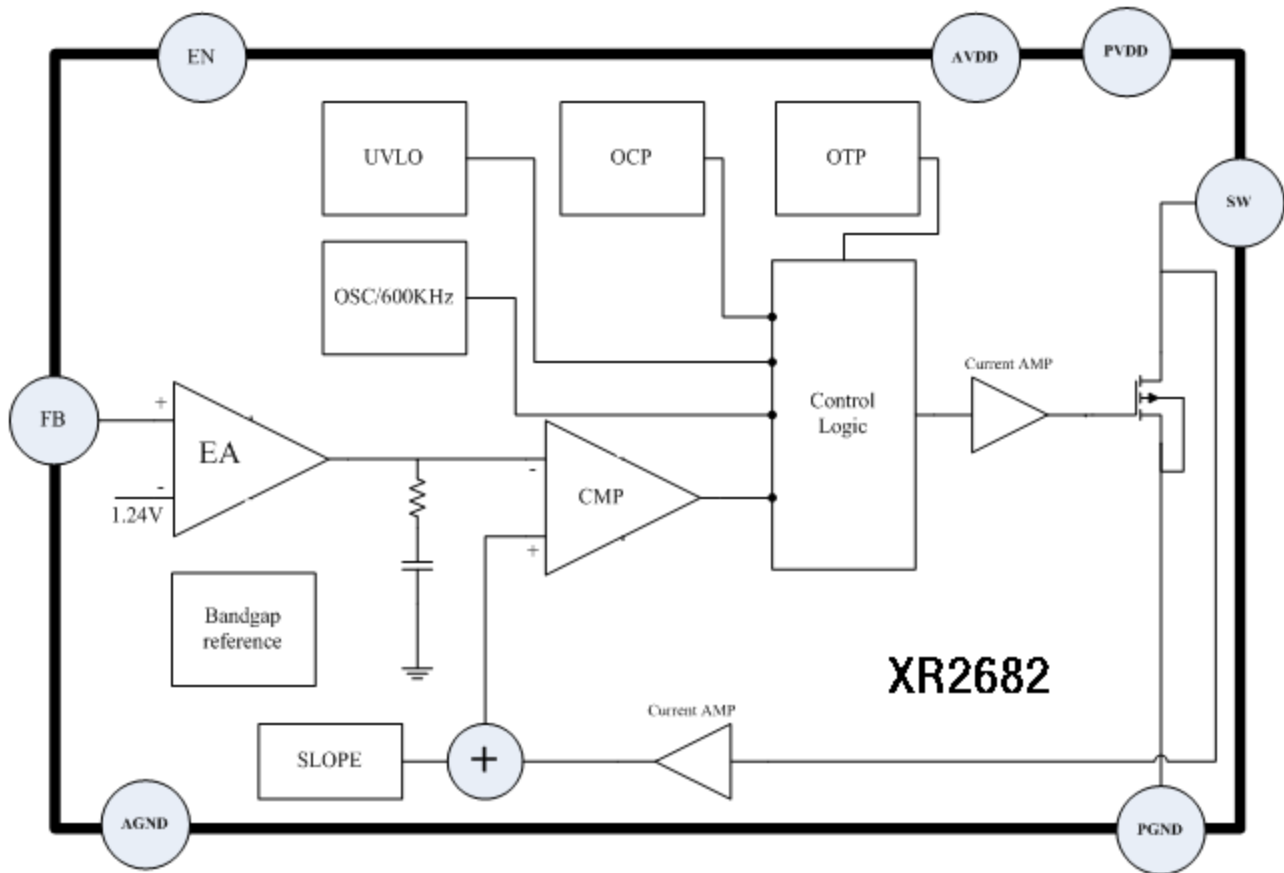 EN
AVDD
PVDD
UVLO
OCP
OTP
SW
OSC/600KHz
Current AMP
FB
+
EA
-
1.24V
-
CMP
+
Control
Logic
Bandgap
reference
XR2682
Current AMP
SLOPE
+
AGND
PGND